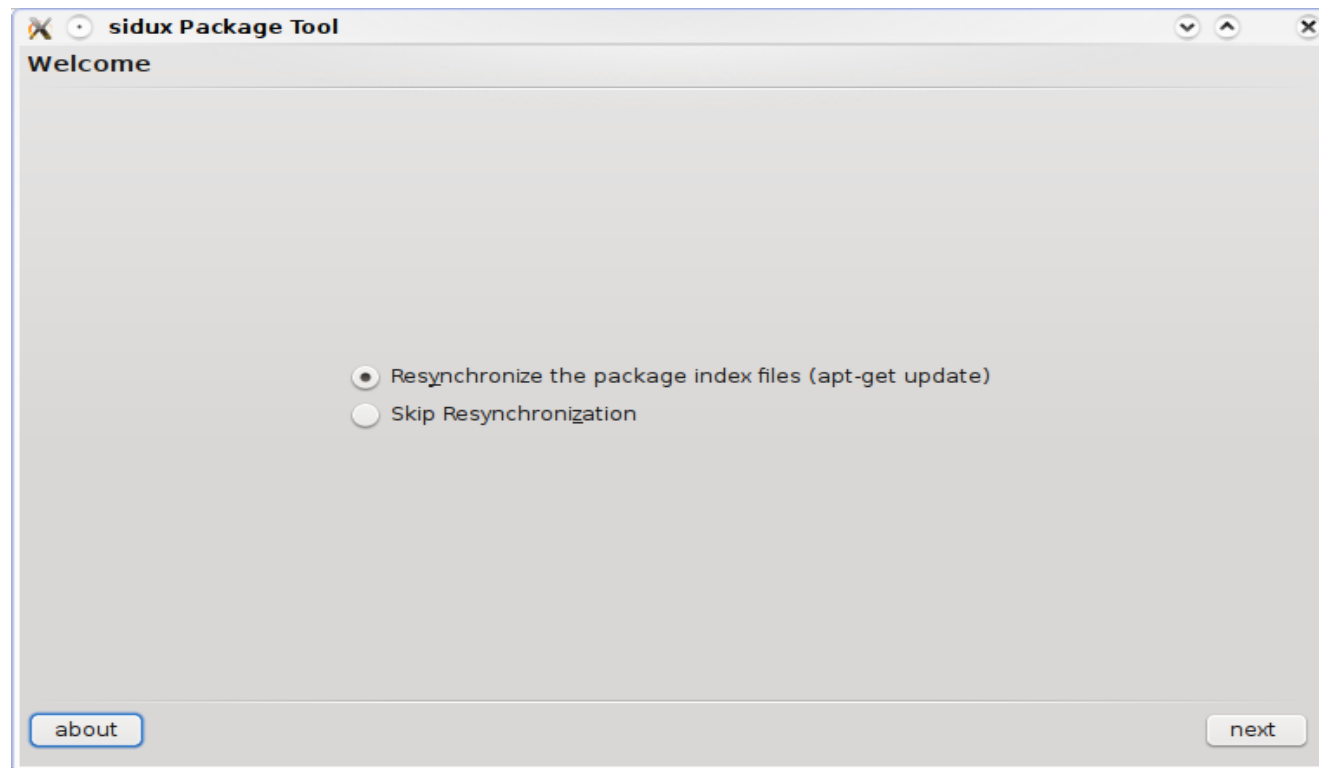 sidux Package Tool
Welcome
Resynchronize the package index files (apt-get update)
Skip Resynchronization
about
next